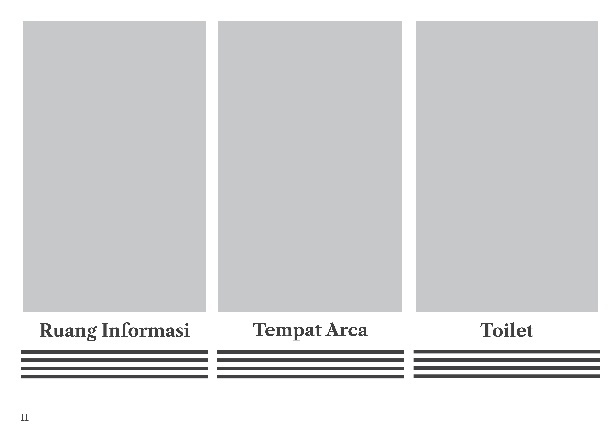 Ruang Informasi
Tempat Arca
Toilet
11